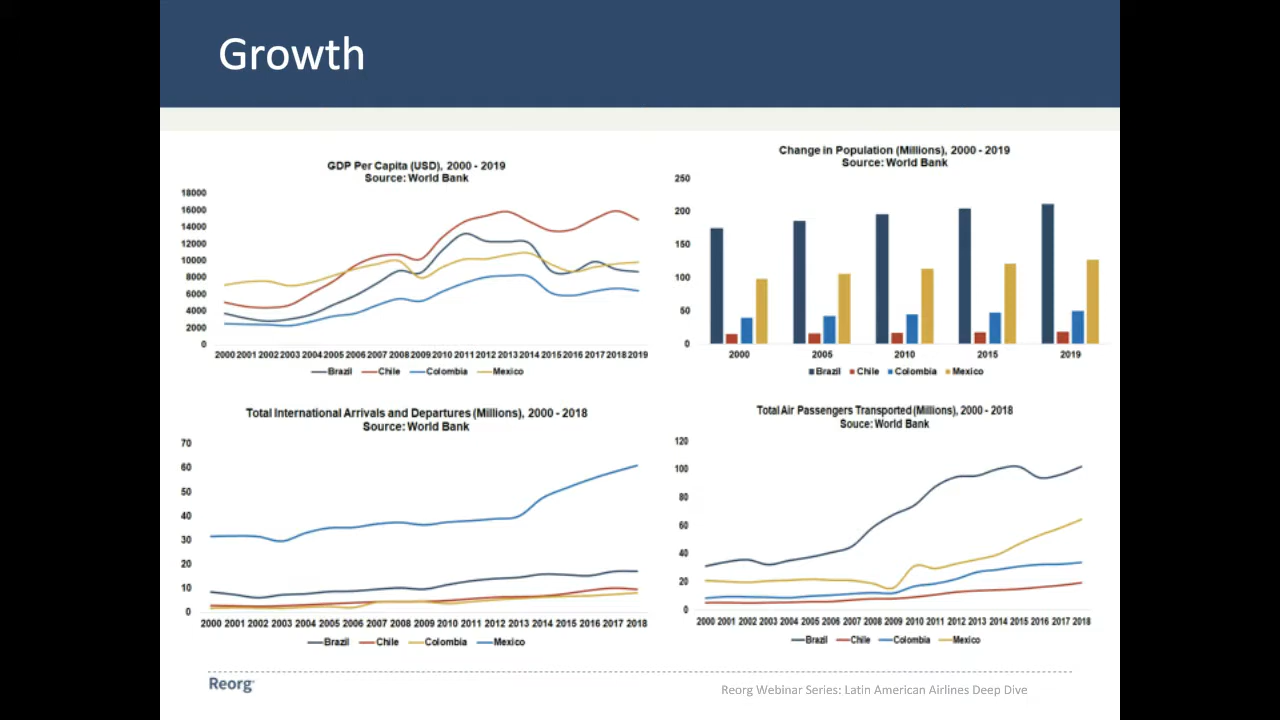 Growth
GDP Per Capita (USD), 2000 - 2019
Source: World Bank
18000
16000
14000
12000
10000
8000
6000
4000
2000
0
2000 2001 2002 2003 2004 2005 2006 2007 2008 2009 2010 2011 2012 2013 2014 2015 2016 2017 2018 2019
Brazil Chile Colombia Mexico
Change in Population (Millions), 2000 - 2019
Source: World Bank
250
200
150
100
50
0
2000 2005 2010 2015 2019
Brazil Chile Colombia Mexico
Total International Arrivals and Departures (Millions), 2000 - 2018
Source: World Bank
70
60
50
40
30
20
10
0
2000 2001 2002 2003 2004 2005 2006 2007 2008 2009 2010 2011 2012 2013 2014 2015 2016 2017 2018
Brazil Chile Colombia Mexico
Total Air Passengers Transported (Millions), 2000 - 2018
Souce: World Bank
120
100
80
60
40
20
0
2000 2001 2002 2003 2004 2005 2006 2007 2008 2009 2010 2011 2012 2013 2014 2015 2016 2017 2018
Brazil Chile Colombia Mexico
Reorg
Reorg Webinar Series: Latin American Airlines Deep Dive